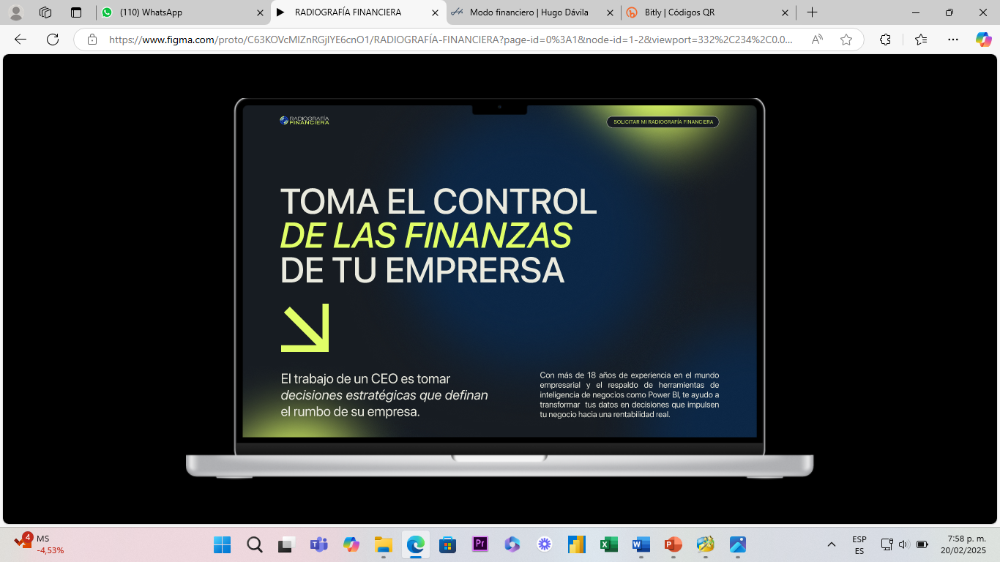 (110) WhatsApp
RADIOGRAFÍA FINANCIERA
Modo financiero | Hugo Dávila
Bitly | Códigos QR
https://www.figma.com/proto/C63KOVcMIZnRGjlYE6cnO1/RADIOGRAFÍA-FINANCIERA?page-id=0%3A1&node-id=1-2&viewport=332%2C234%2C0.0...
RADIOGRAFÍA
FINANCIERA
SOLICITAR MI RADIOGRAFÍA FINANCIERA
TOMA EL CONTROL
DE LAS FINANZAS
DE TU EMPRERSA
El trabajo de un CEO es tomar
decisiones estratégicas que definan
el rumbo de su empresa.
Con más de 18 años de experiencia en el mundo
empresarial y el respaldo de herramientas de
inteligencia de negocios como Power BI, te ayudo a
transformar tus datos en decisiones que impulsen
tu negocio hacia una rentabilidad real.
4
MS
-4,53%
Pr
ESP
ES
7:58 p. m.
20/02/2025